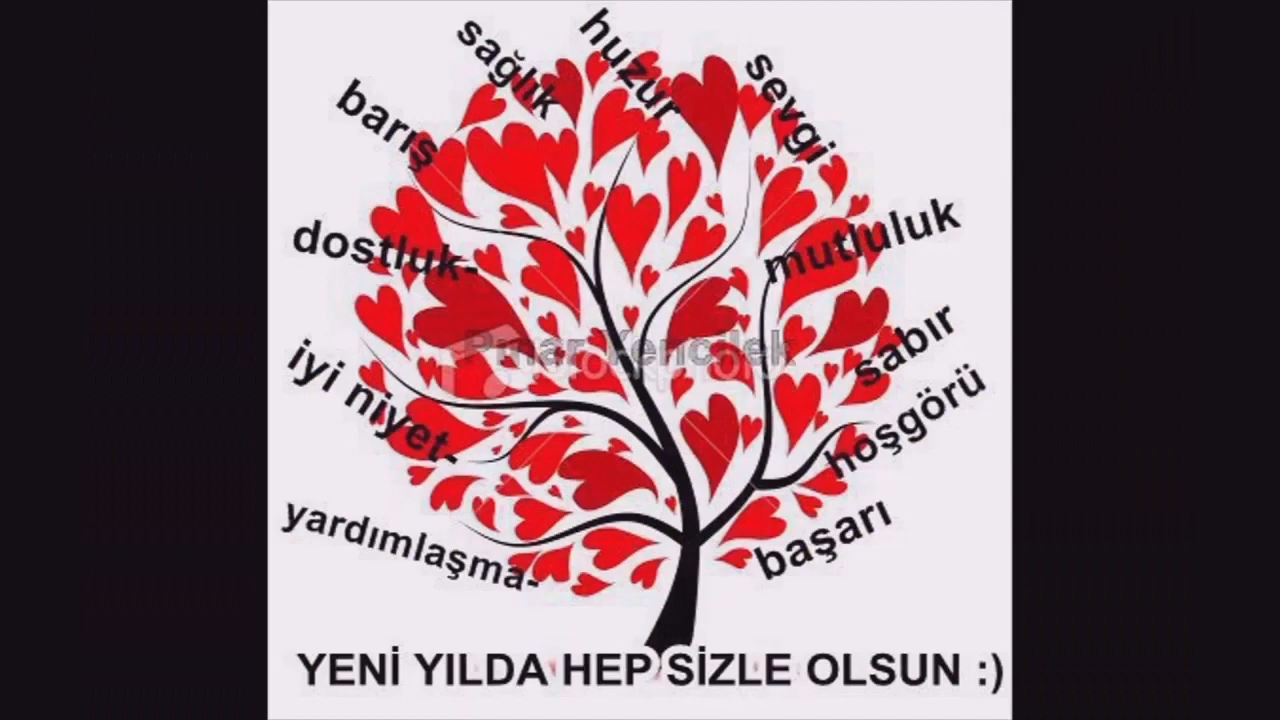 huzur
sağlık
sevgi
barış
mutluluk
dostluk-
sabır
iyi niyet-
hoşgörü
yardımlaşma-
başarı
YENİ YILDA HEP SİZLE OLSUN :)